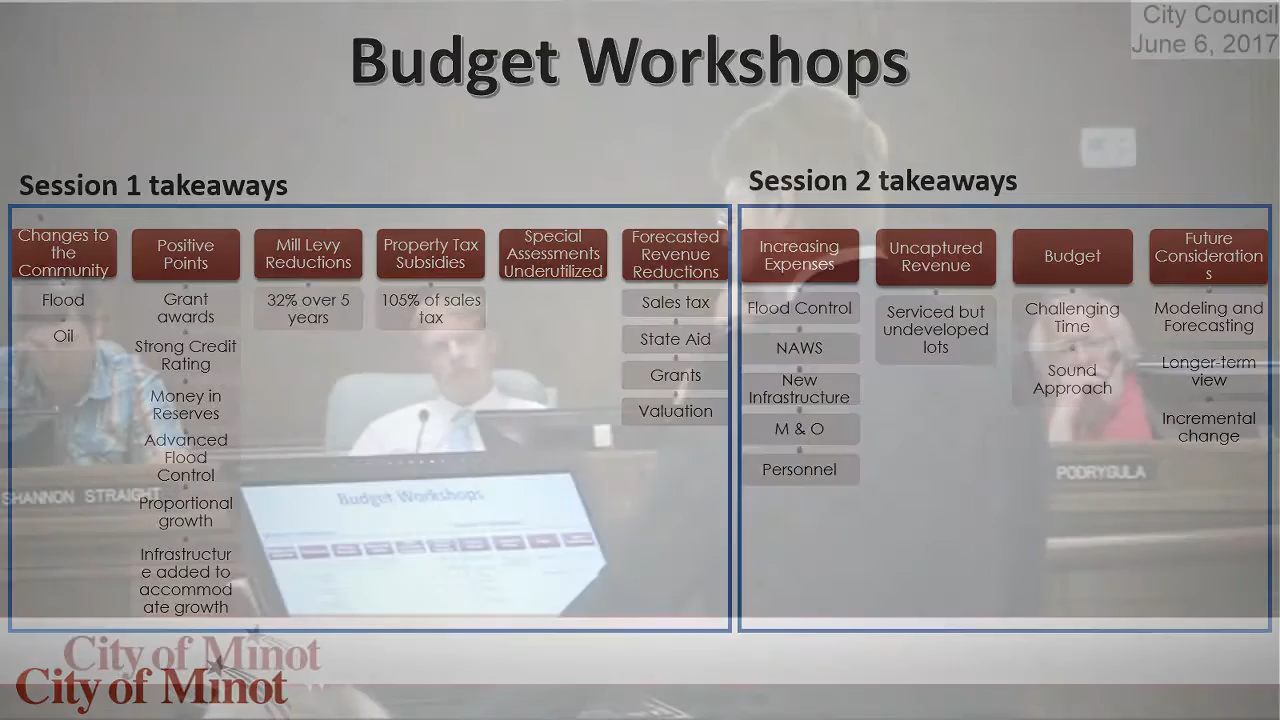 City Council
June 6, 2017
Budget Workshops
Session 1 takeaways
Changes to
the
Community
Flood
Oil
Positive
Points
Grant
awards
Strong Credit
Rating
Money in
Reserves
Advanced
Flood
Control
Proportional
growth
Infrastructur
e added to
accommod
ate growth
Mill Levy
Reductions
32% over 5
years
Property Tax
Subsidies
105% of sales
tax
Special
Assessments
Underutilized
Forecasted
Revenue
Reductions
Sales tax
State Aid
Grants
Valuation
Session 2 takeaways
Increasing
Expenses
Flood Control
NAWS
New
Infrastructure
M & O
Personnel
Uncaptured
Revenue
Serviced but
undeveloped
lots
Budget
Challenging
Time
Sound
Approach
Future
Consideration
s
Modeling and
Forecasting
Longer-term
view
Incremental
change
SHANNON STRAIGHT
Budget Workshops
PODRYGULA
City of Minot
City of Minot